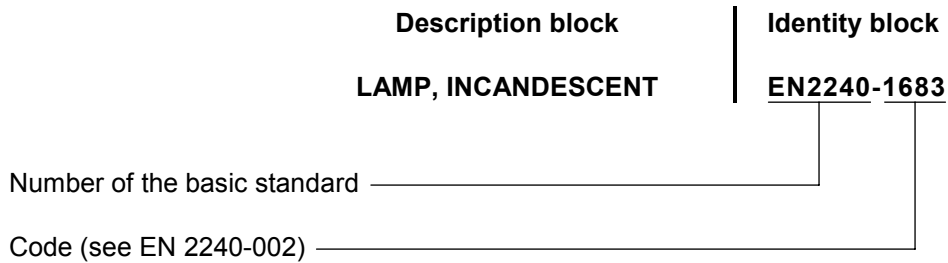 Description block Identity block
LAMP, INCANDESCENT EN2240-1683
Number of the basic standard
Code (see EN 2240-002)